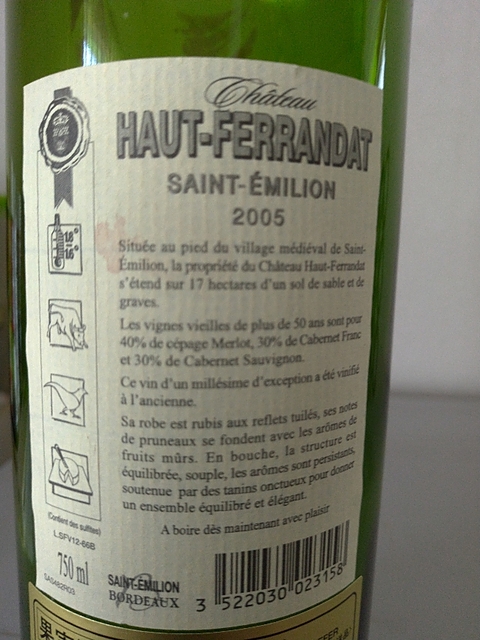 Château
HAUT-FERRANDAT
SAINT-ÉMILION
2005
18°
16°
Située au pied du village médiéval de Saint-
Émilion, la propriété du Château Haut-Ferrandat
s'étend sur 17 hectares d'un sol de sable et de
graves.
Les vignes vieilles de plus de 50 ans sont pour
40% de cépage Merlot, 30% de Cabernet Franc
et 30% de Cabernet Sauvignon.
Ce vin d'un millésime d'exception a été vinifié
à l'ancienne.
Sa robe est rubis aux reflets tuilés, ses notes
de pruneaux se fondent avec les arômes de
fruits mûrs. En bouche, la structure est
équilibrée, souple, les arômes sont persistants,
soutenue par des tanins onctueux pour donner
un ensemble équilibré et élégant.
A boire dès maintenant avec plaisir
(Contient des sulfites)
L.SFV12-66B
750 ml
SA0482R03
SAINT-ÉMILION
BORDEAUX
3 522030 023158